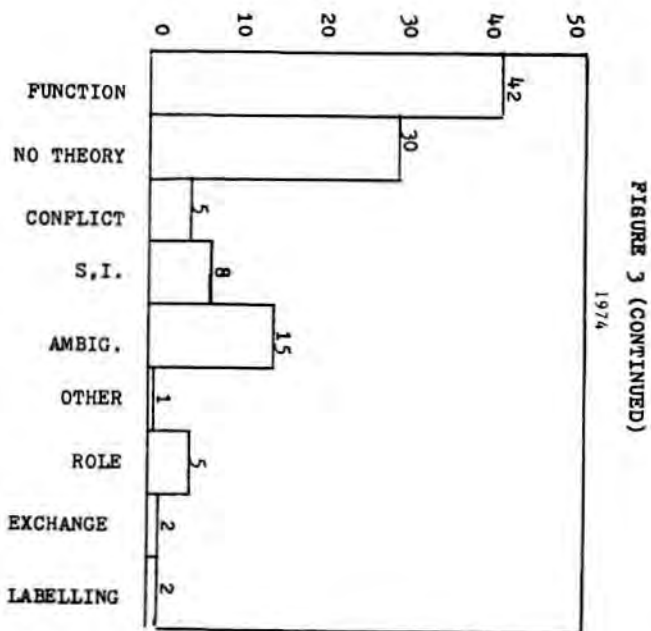 FIGURE 3 (CONTINUED)
1974
50
40
30
20
10
0
FUNCTION
42
NO THEORY
30
CONFLICT
5
S,I.
8
AMBIG.
15
OTHER
1
ROLE
5
EXCHANGE
2
LABELLING
2